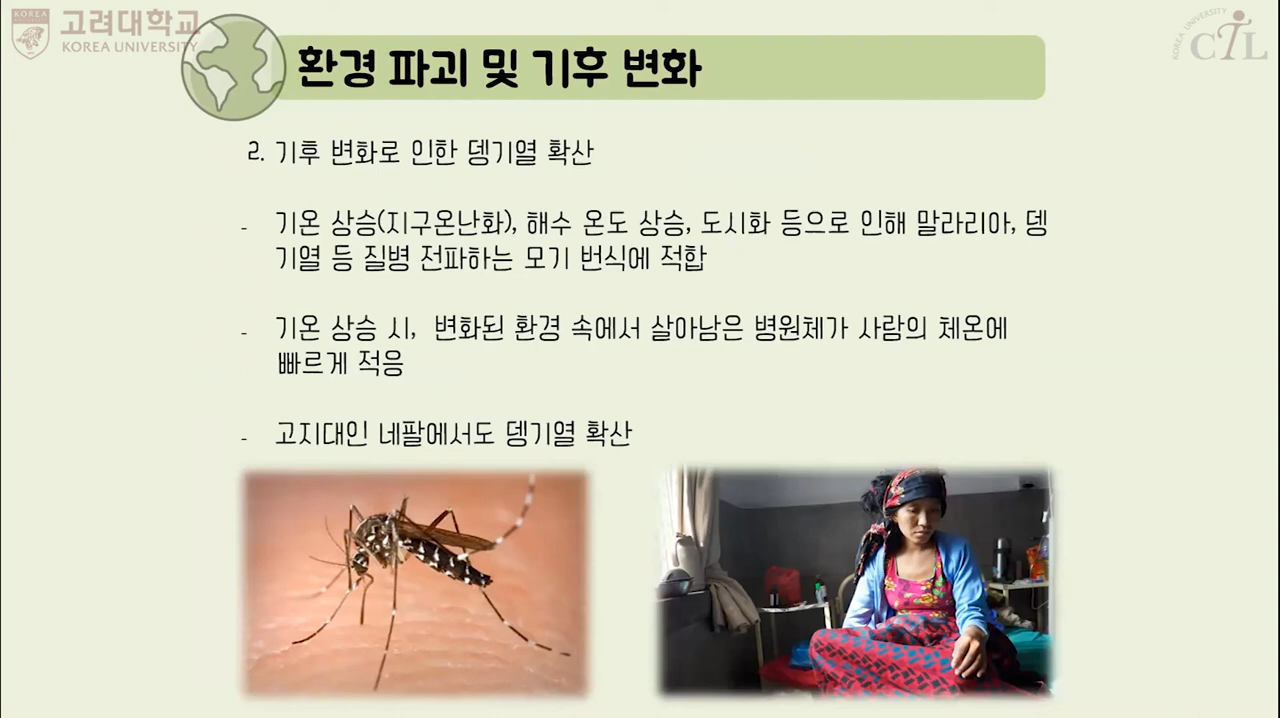 KOREA
고려대학교
KOREA UNIVERSITY
KOREA UNIVERSITY
CTL
환경 파괴 및 기후 변화
2. 기후 변화로 인한 뎅기열 확산
- 기온 상승(지구온난화), 해수 온도 상승, 도시화 등으로 인해 말라리아, 뎅
기열 등 질병 전파하는 모기 번식에 적합
- 기온 상승 시, 변화된 환경 속에서 살아남은 병원체가 사람의 체온에
빠르게 적응
- 고지대인 네팔에서도 뎅기열 확산